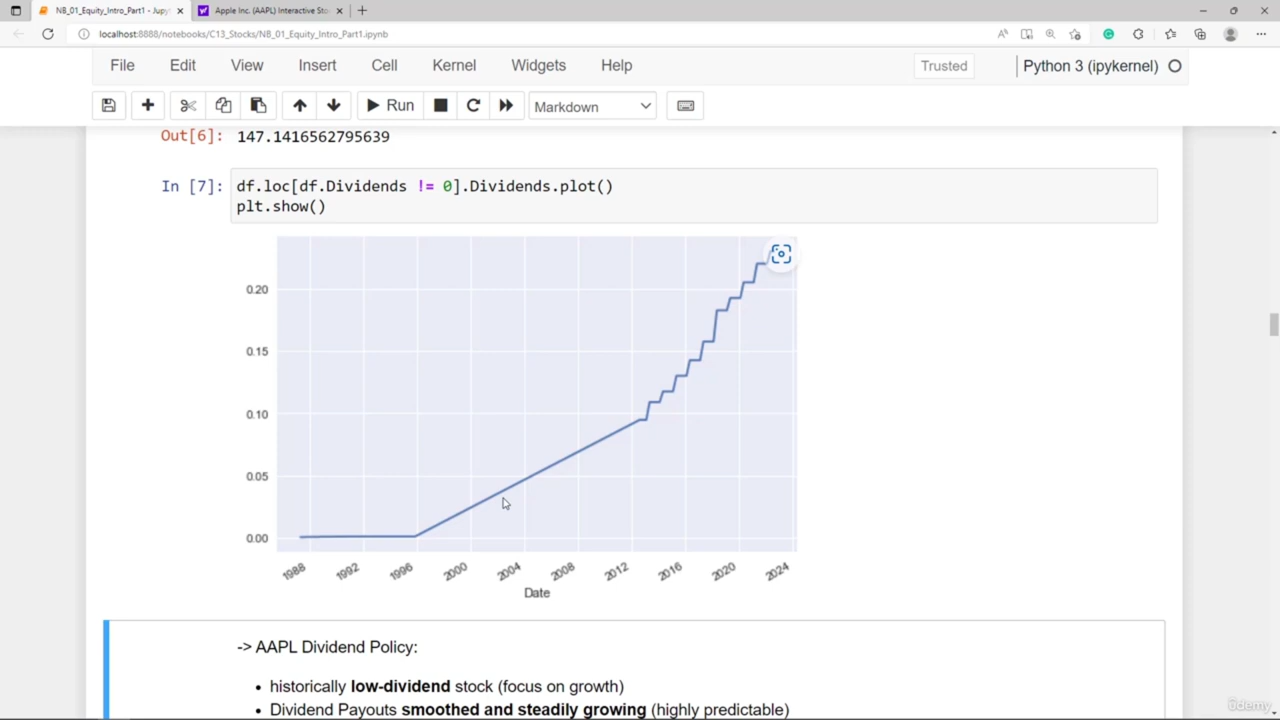 NB_01_Equity_Intro_Part1 - Jupy
Apple Inc. (AAPL) Interactive Sto
localhost:8888/notebooks/C13_Stocks/NB_01_Equity_Intro_Part1.ipynb
File Edit View Insert Cell Kernel Widgets Help Trusted Python 3 (ipykernel)
Run Markdown
Out[6]: 147.1416562795639
In [7]: df.loc[df.Dividends != 0].Dividends.plot()
plt.show()
0.20
0.15
0.10
0.05
0.00
1988 1992 1996 2000 2004 2008 2012 2016 2020 2024
Date
-> AAPL Dividend Policy:
• historically low-dividend stock (focus on growth)
• Dividend Payouts smoothed and steadily growing (highly predictable)
ûdemy